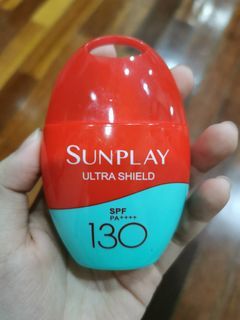 SUNPLAY
ULTRA SHIELD
SPF
PA++++
130